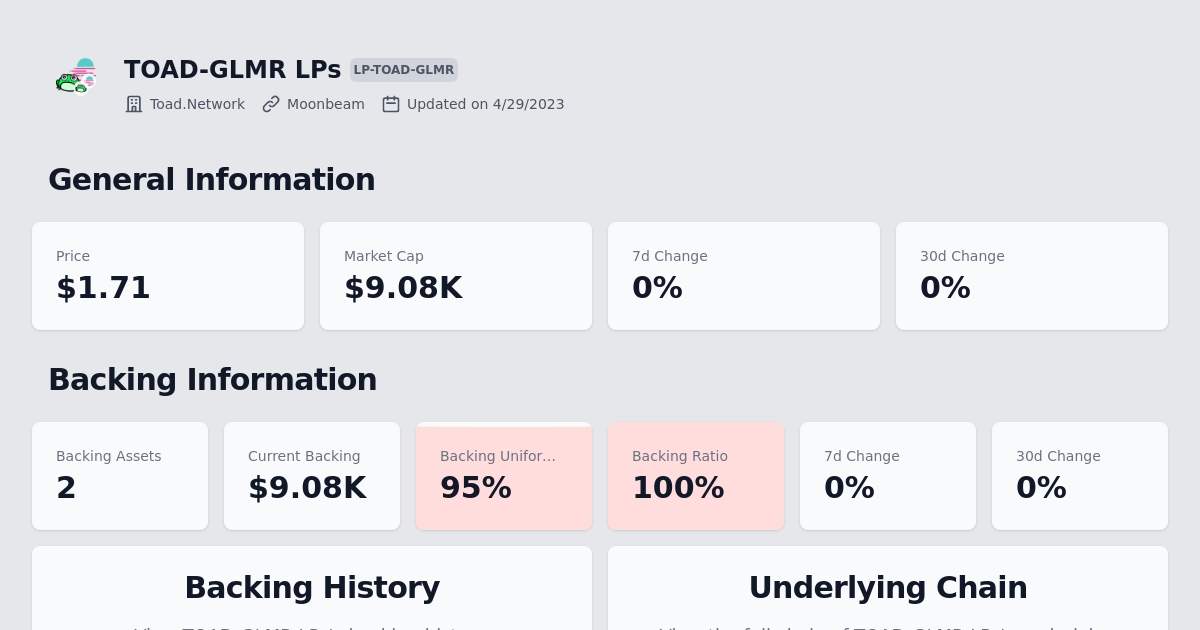 TOAD-GLMR LPs LP-TOAD-GLMR
Toad.Network Moonbeam Updated on 4/29/2023
General Information
Price Market Cap 7d Change 30d Change
$1.71 $9.08K 0% 0%
Backing Information
Backing Assets Current Backing Backing Unifor... Backing Ratio 7d Change 30d Change
2 $9.08K 95% 100% 0% 0%
Backing History Underlying Chain